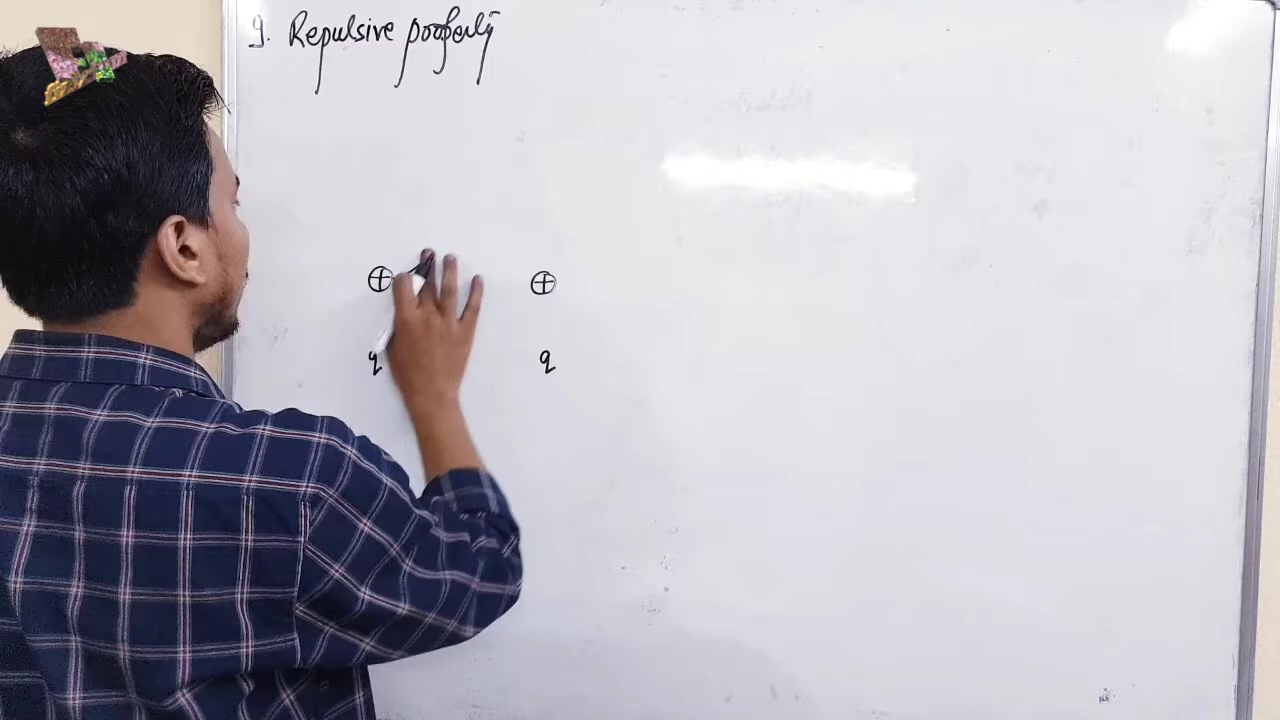 9. Repulsive property
⊕ ⊕
q q